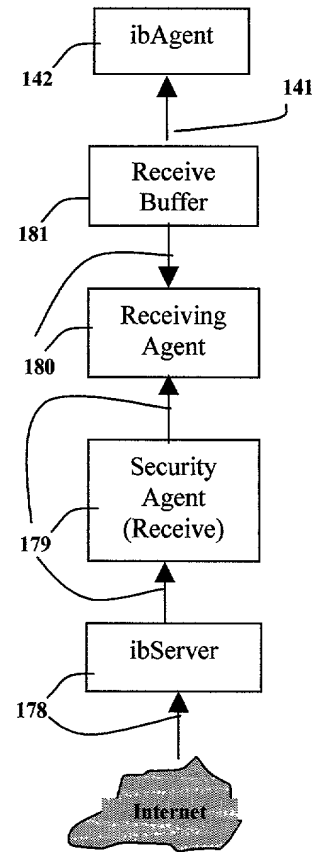 ibAgent
142
141
Receive
Buffer
181
Receiving
Agent
180
Security
Agent
(Receive)
179
ibServer
178
Internet